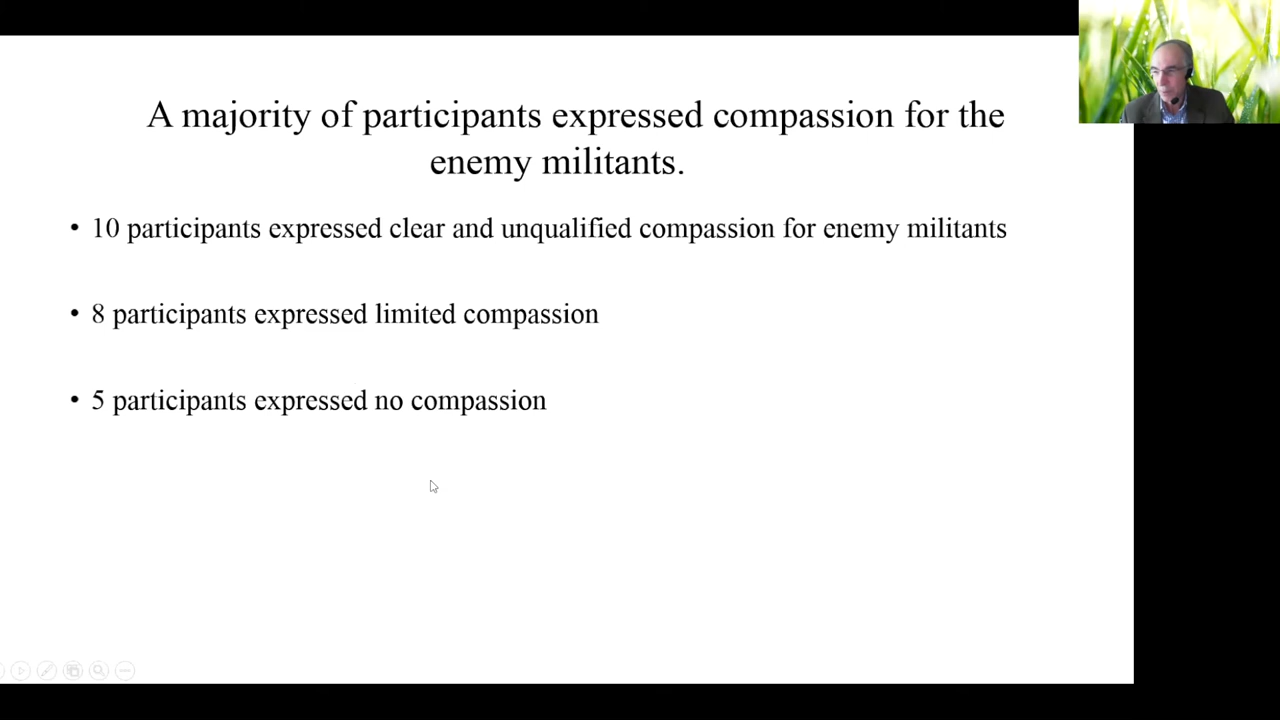 A majority of participants expressed compassion for the
enemy militants.
• 10 participants expressed clear and unqualified compassion for enemy militants
• 8 participants expressed limited compassion
• 5 participants expressed no compassion